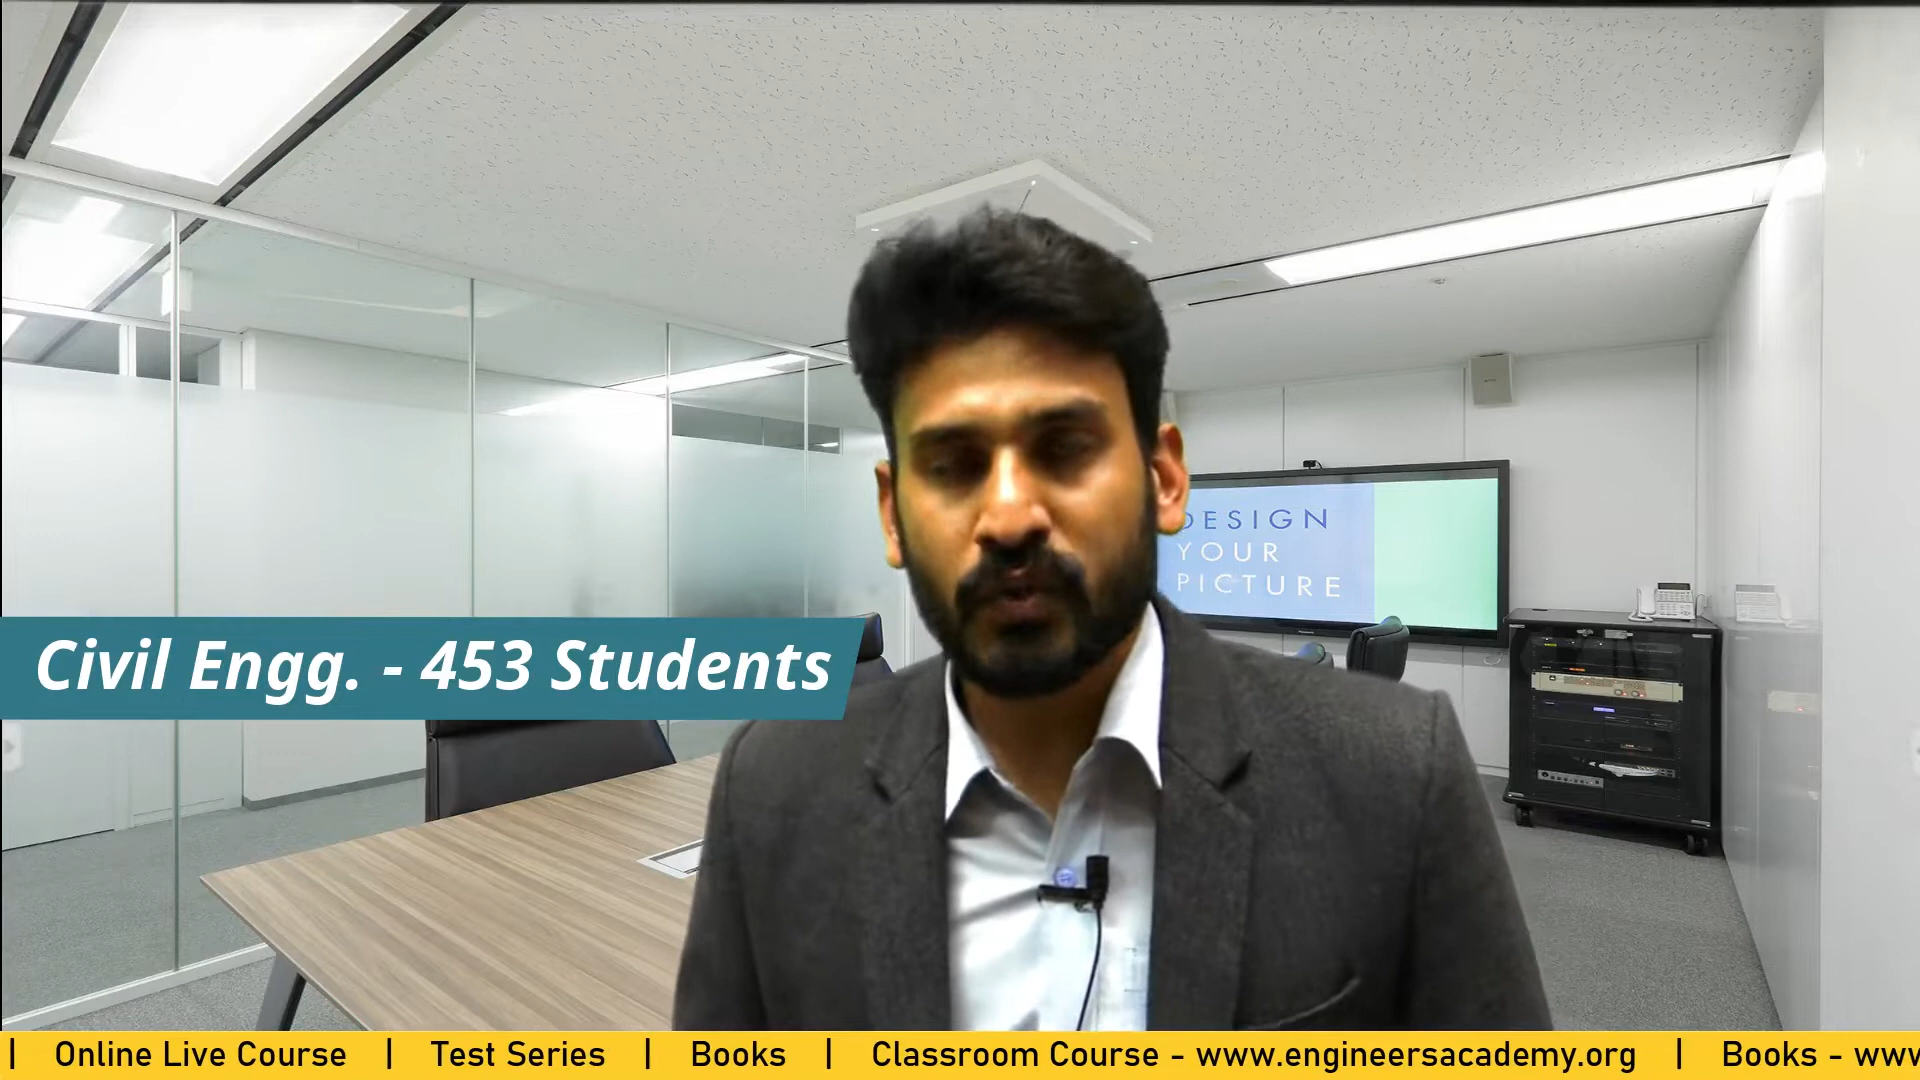 DESIGN
YOUR
PICTURE
Civil Engg. - 453 Students
| Online Live Course | Test Series | Books | Classroom Course - www.engineersacademy.org | Books - www